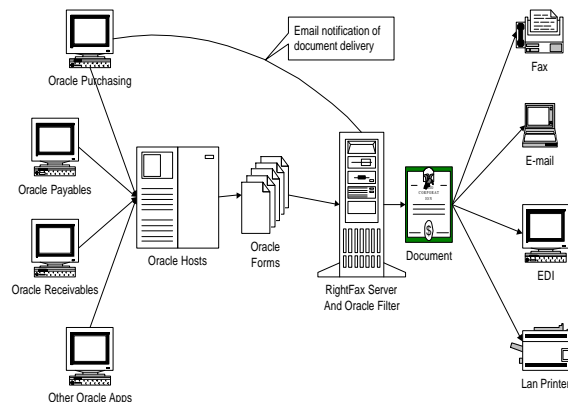 Email notification of
document delivery
Oracle Purchasing
Fax
Oracle Payables
E-mail
Oracle Hosts
Oracle
Forms
RightFax Server
And Oracle Filter
Document
$
Oracle Receivables
EDI
Other Oracle Apps
Lan Printer